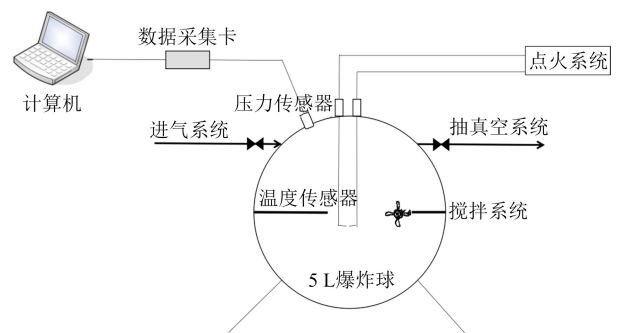 数据采集卡
点火系统
计算机
压力传感器
进气系统
抽真空系统
温度传感器
搅拌系统
5 L爆炸球